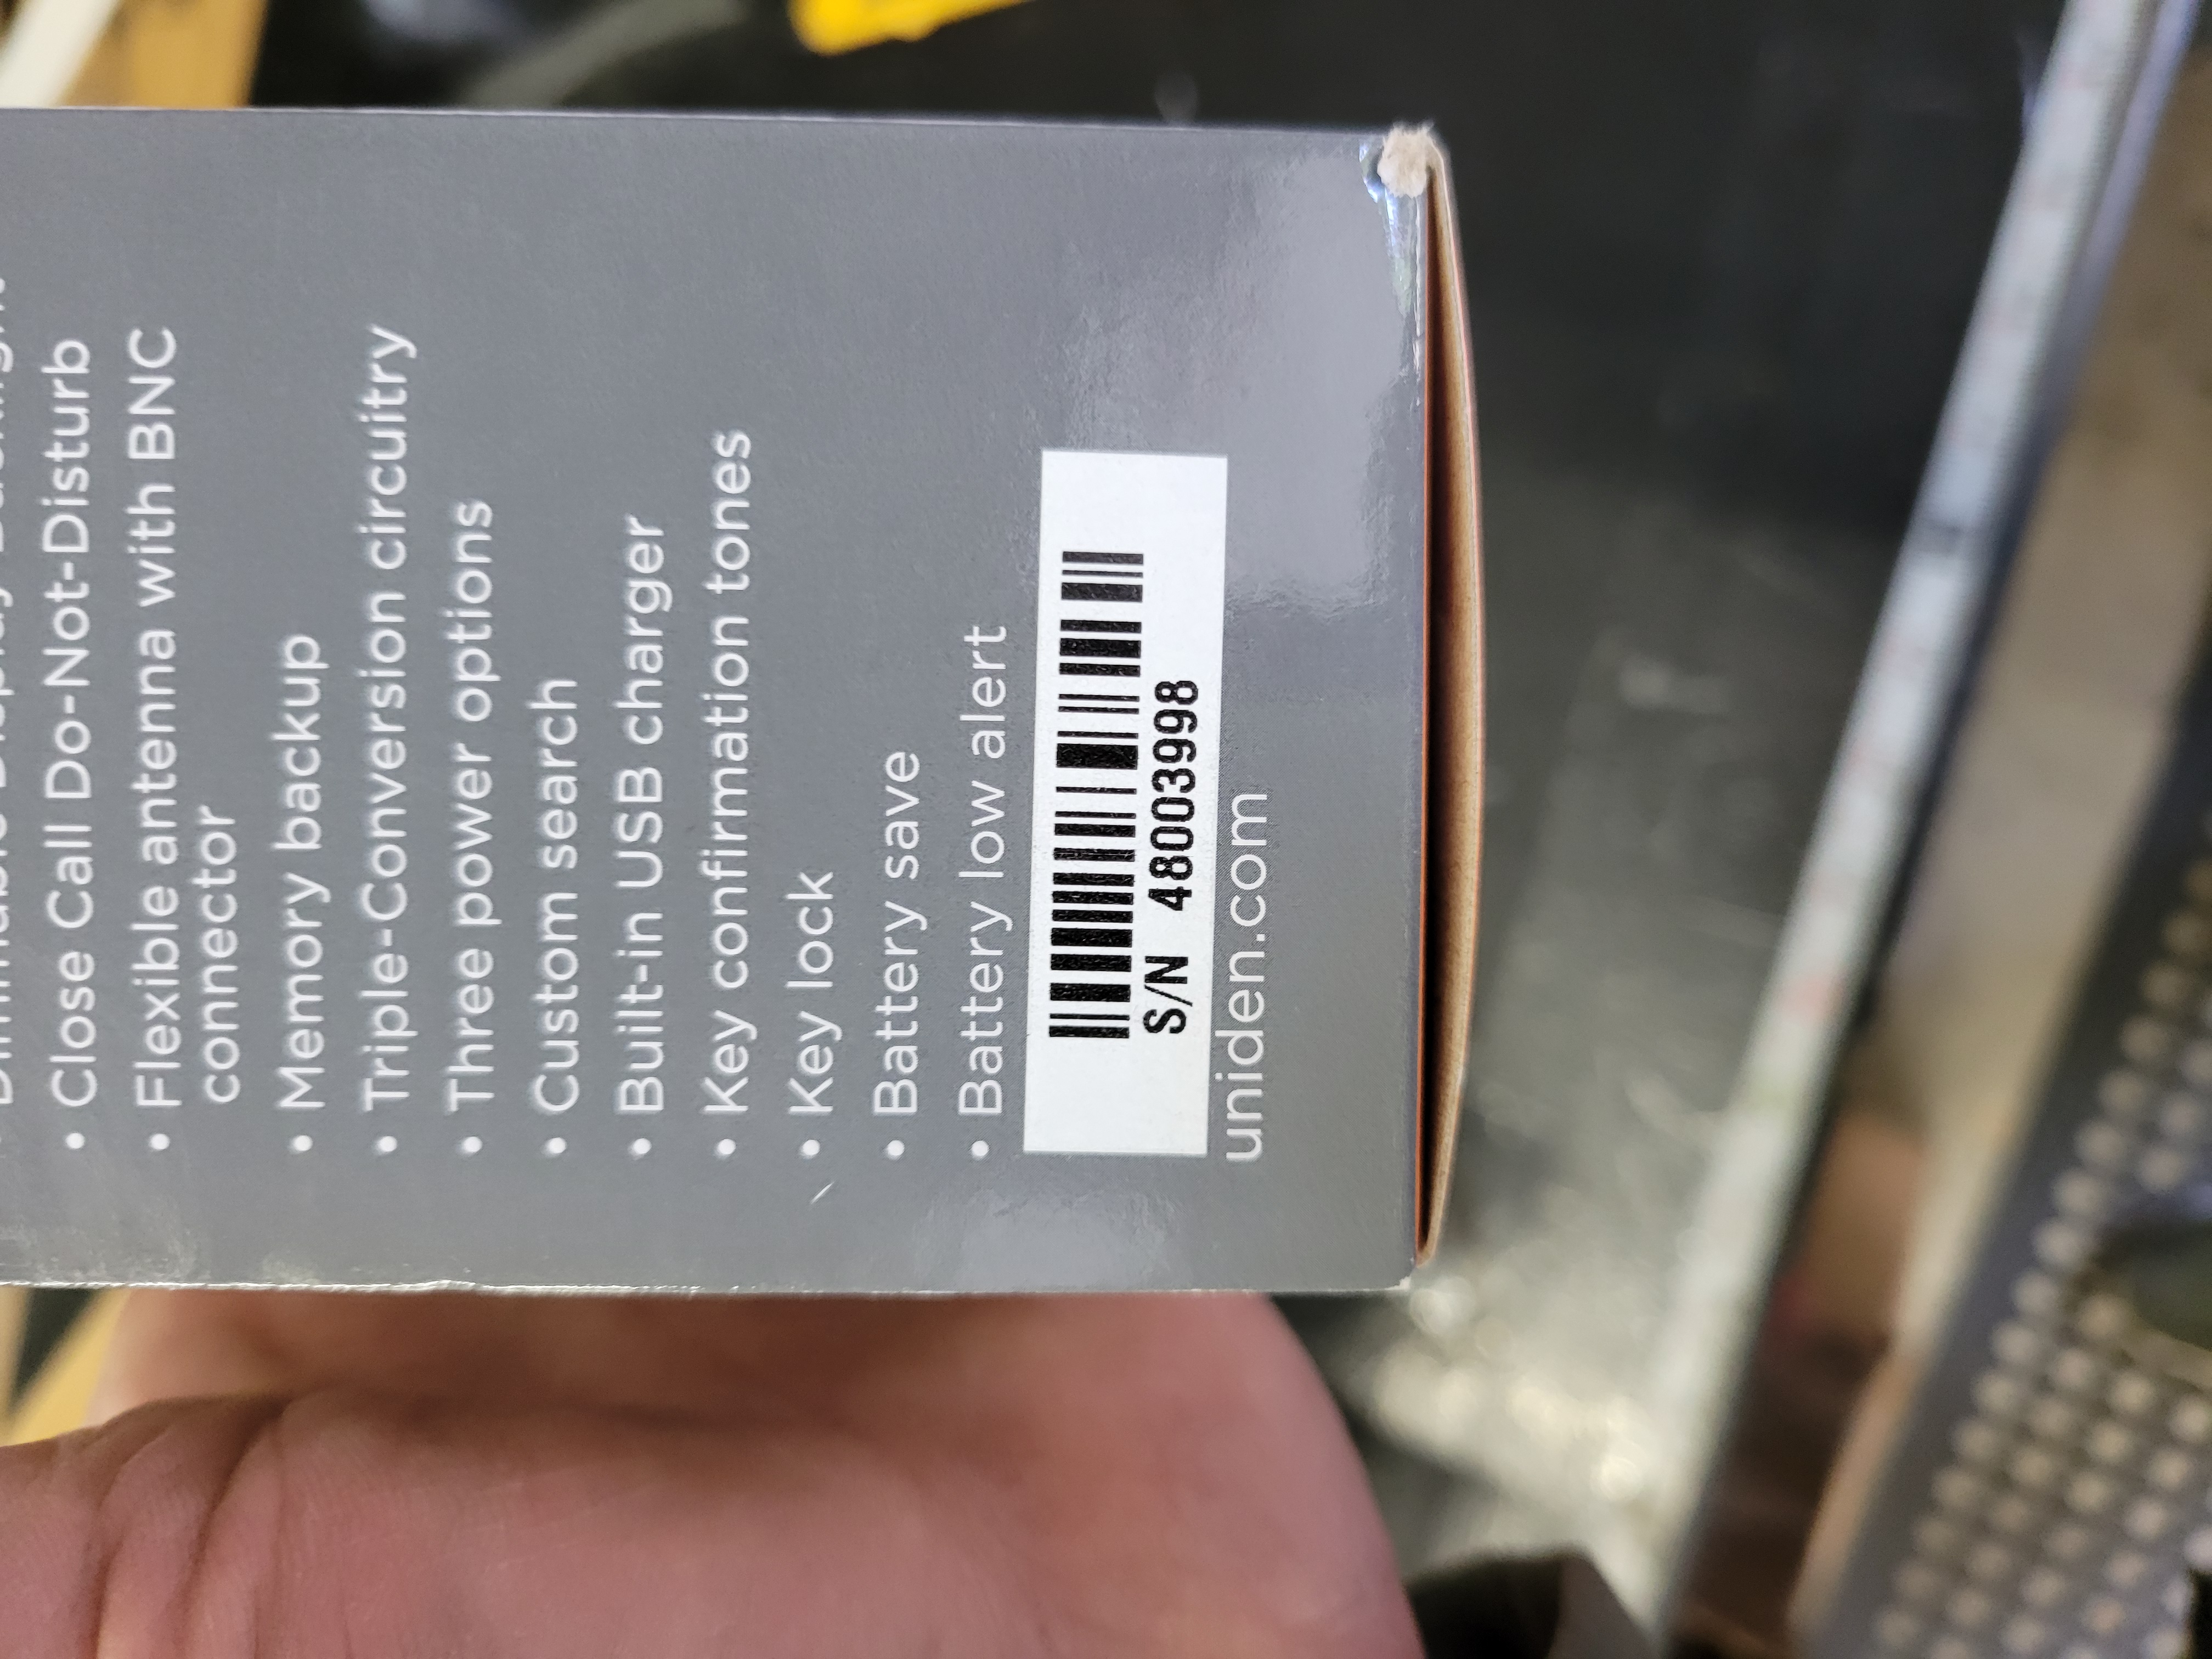 • Close Call Do-Not-Disturb
• Flexible antenna with BNC
connector
• Memory backup
• Triple-Conversion circuitry
• Three power options
• Custom search
• Built-in USB charger
• Key confirmation tones
• Key lock
• Battery save
• Battery low alert
S/N 48003998
uniden.com